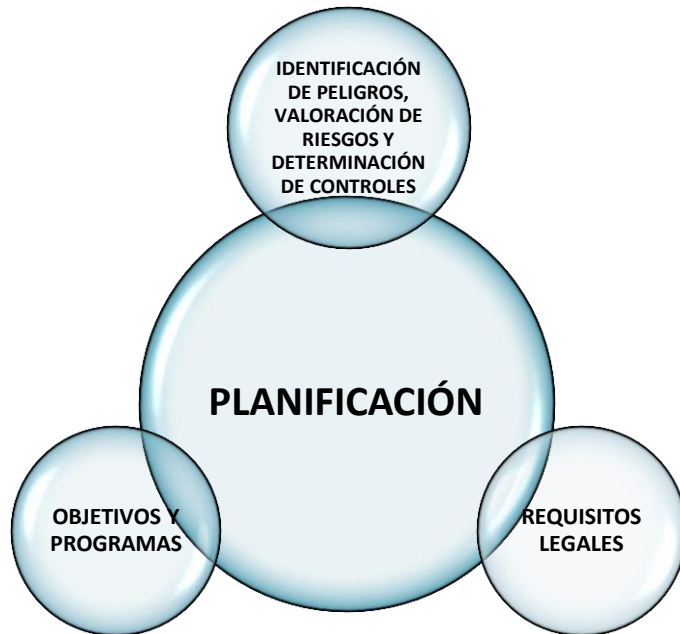 IDENTIFICACIÓN
DE PELIGROS,
VALORACIÓN DE
RIESGOS Y
DETERMINACIÓN
DE CONTROLES
PLANIFICACIÓN
OBJETIVOS Y
PROGRAMAS
REQUISITOS
LEGALES